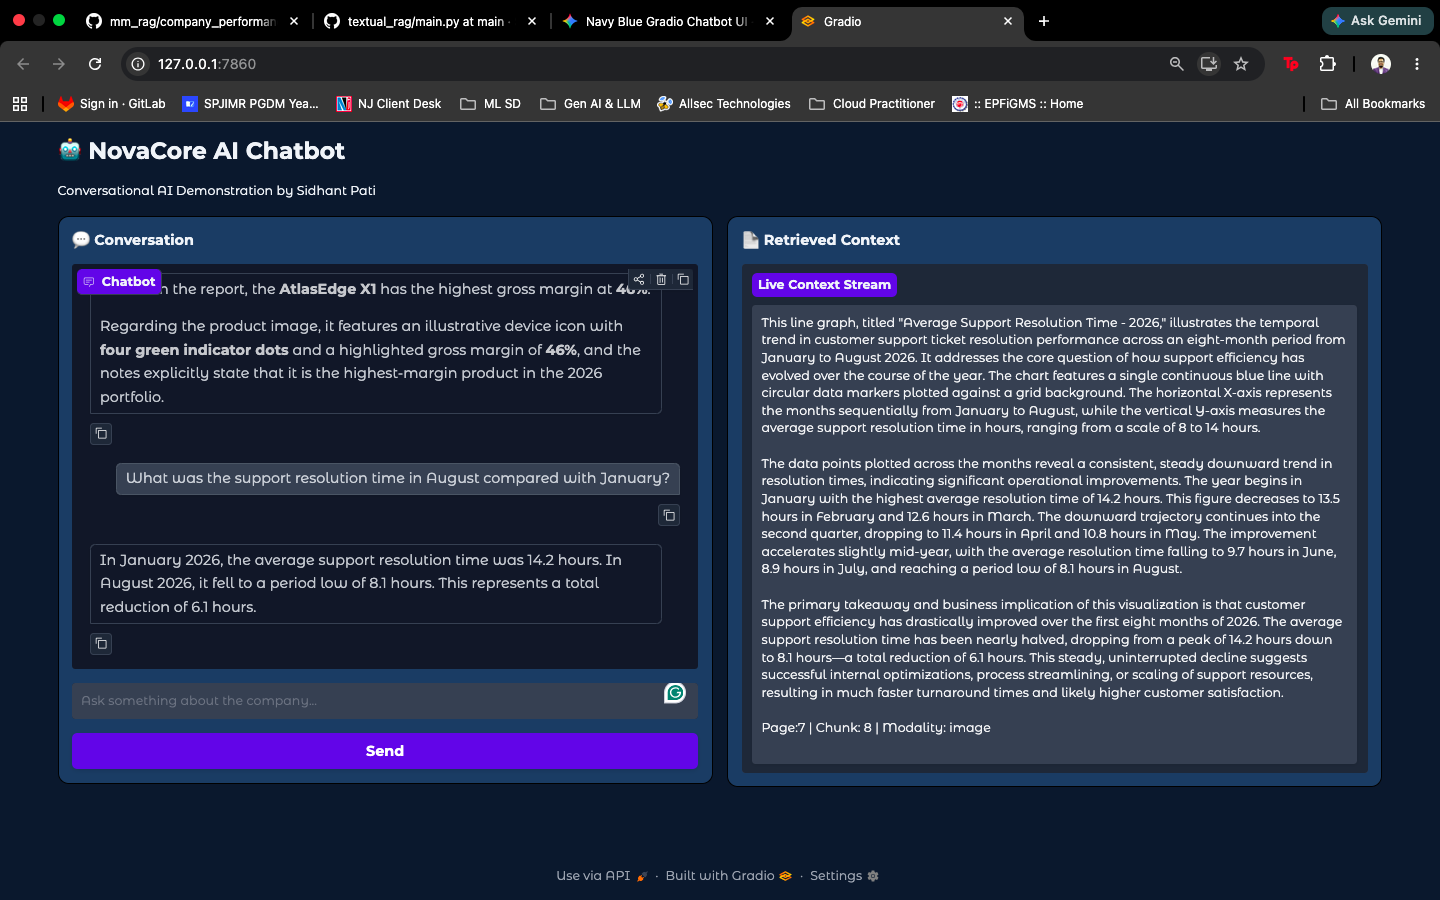 mm_rag/company_performan
textual_rag/main.py at main ·
Navy Blue Gradio Chatbot UI
Gradio
Ask Gemini
127.0.0.1:7860
Sign in · GitLab
SPJIMR PGDM Yea...
NJ Client Desk
ML SD
Gen AI & LLM
Allsec Technologies
Cloud Practitioner
:: EPFiGMS :: Home
All Bookmarks
NovaCore AI Chatbot
Conversational AI Demonstration by Sidhant Pati
Conversation
Chatbot
n the report, the AtlasEdge X1 has the highest gross margin at 46%.
Regarding the product image, it features an illustrative device icon with
four green indicator dots and a highlighted gross margin of 46%, and the
notes explicitly state that it is the highest-margin product in the 2026
portfolio.
What was the support resolution time in August compared with January?
In January 2026, the average support resolution time was 14.2 hours. In
August 2026, it fell to a period low of 8.1 hours. This represents a total
reduction of 6.1 hours.
Ask something about the company...
Send
Retrieved Context
Live Context Stream
This line graph, titled "Average Support Resolution Time - 2026," illustrates the temporal
trend in customer support ticket resolution performance across an eight-month period from
January to August 2026. It addresses the core question of how support efficiency has
evolved over the course of the year. The chart features a single continuous blue line with
circular data markers plotted against a grid background. The horizontal X-axis represents
the months sequentially from January to August, while the vertical Y-axis measures the
average support resolution time in hours, ranging from a scale of 8 to 14 hours.
The data points plotted across the months reveal a consistent, steady downward trend in
resolution times, indicating significant operational improvements. The year begins in
January with the highest average resolution time of 14.2 hours. This figure decreases to 13.5
hours in February and 12.6 hours in March. The downward trajectory continues into the
second quarter, dropping to 11.4 hours in April and 10.8 hours in May. The improvement
accelerates slightly mid-year, with the average resolution time falling to 9.7 hours in June,
8.9 hours in July, and reaching a period low of 8.1 hours in August.
The primary takeaway and business implication of this visualization is that customer
support efficiency has drastically improved over the first eight months of 2026. The average
support resolution time has been nearly halved, dropping from a peak of 14.2 hours down
to 8.1 hours—a total reduction of 6.1 hours. This steady, uninterrupted decline suggests
successful internal optimizations, process streamlining, or scaling of support resources,
resulting in much faster turnaround times and likely higher customer satisfaction.
Page:7 | Chunk: 8 | Modality: image
Use via API · Built with Gradio · Settings